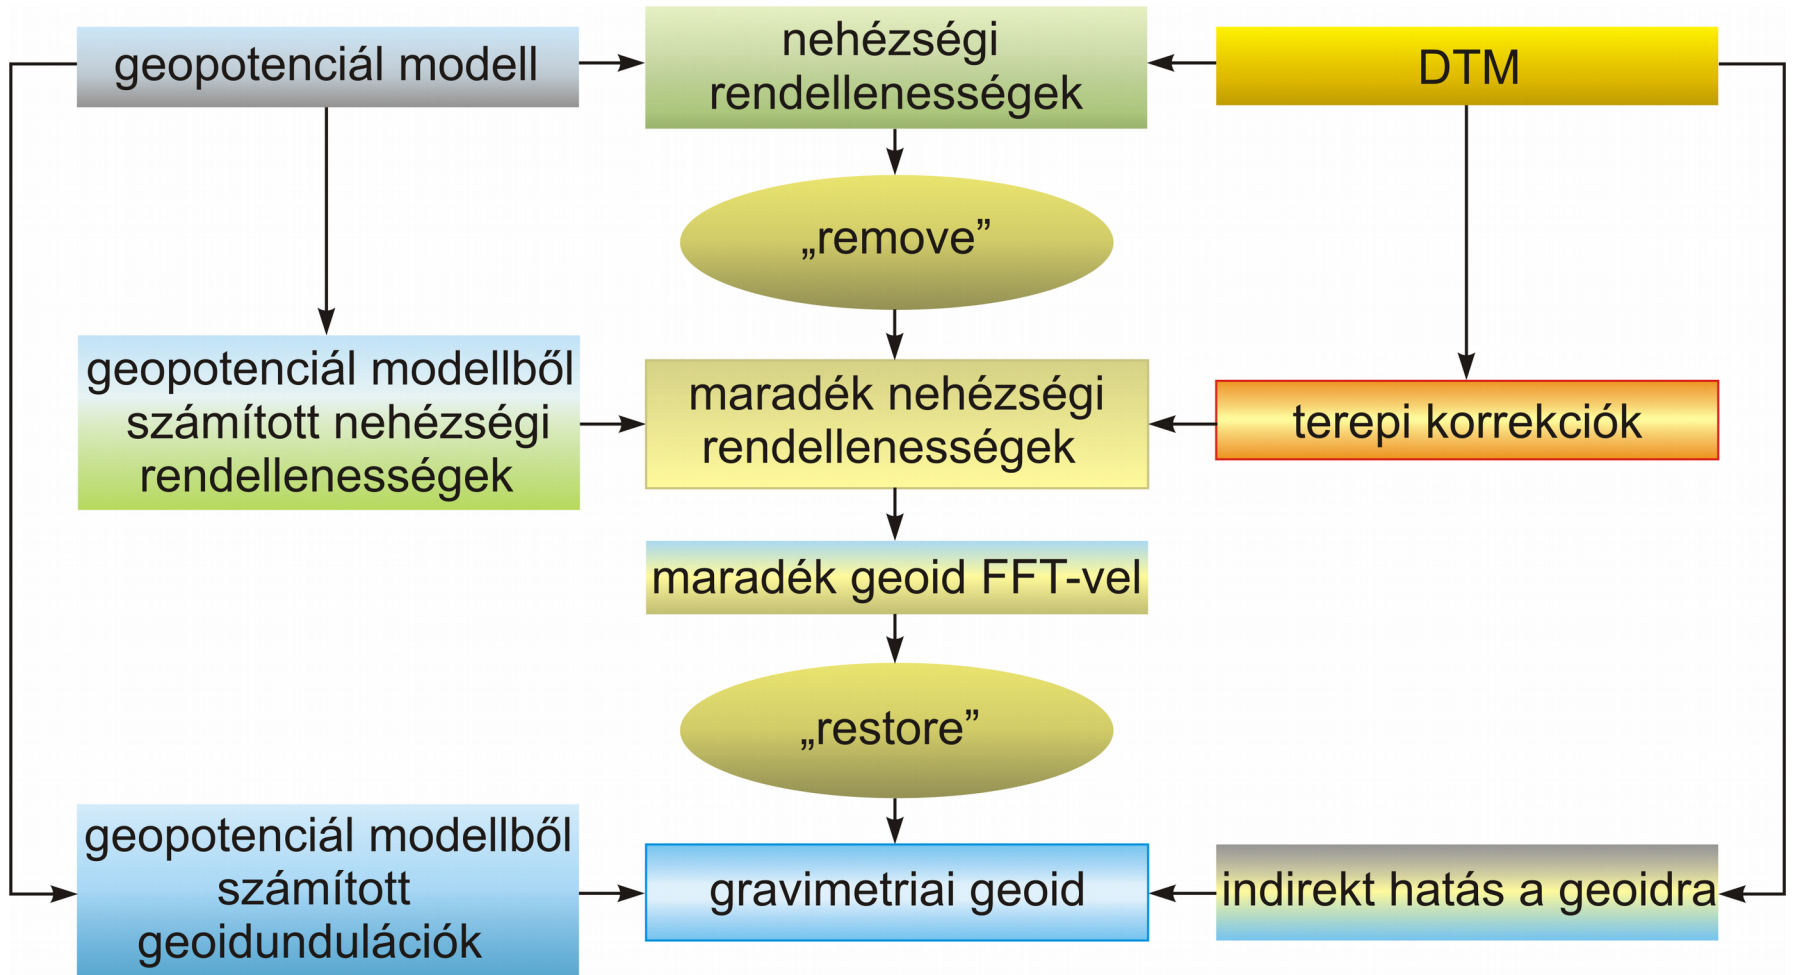 geopotenciál modell
nehézségi
rendellenességek
DTM
„remove”
geopotenciál modellből
számított nehézségi
rendellenességek
maradék nehézségi
rendellenességek
terepi korrekciók
maradék geoid FFT-vel
„restore”
geopotenciál modellből
számított
geoidundulációk
gravimetriai geoid
indirekt hatás a geoidra